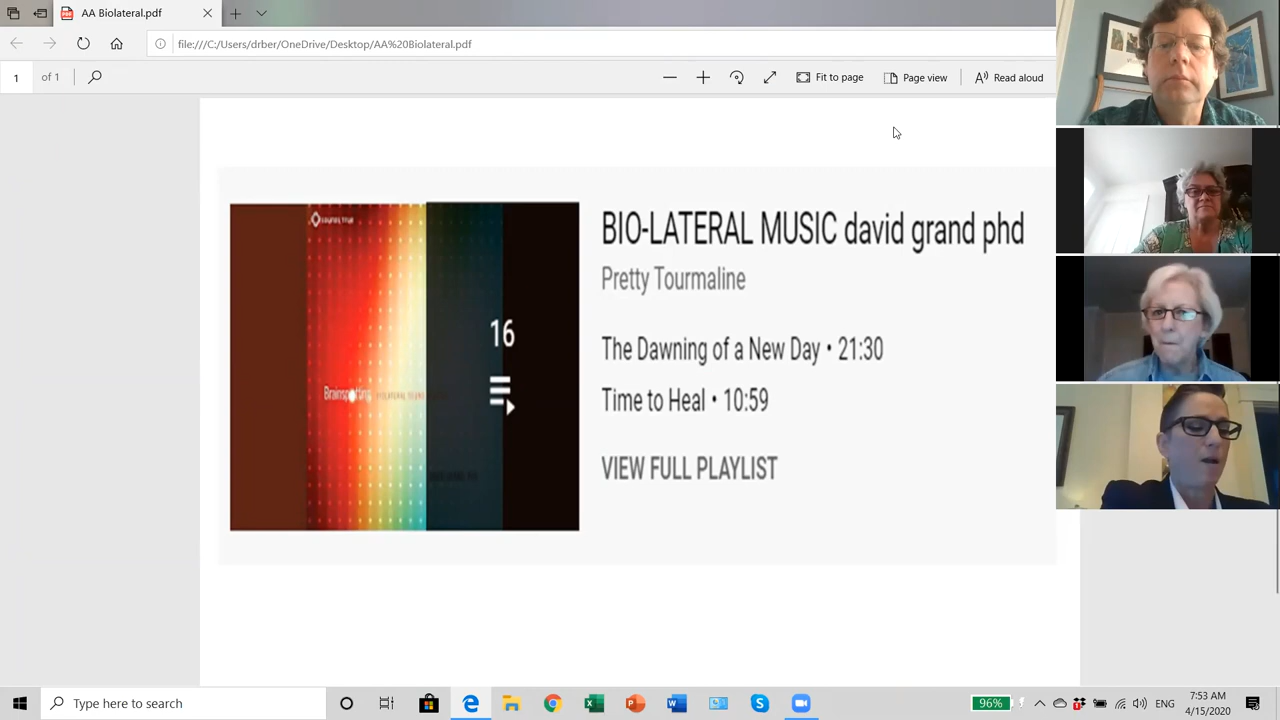 AA Biolateral.pdf
file:///C:/Users/drber/OneDrive/Desktop/AA%20Biolateral.pdf
1 of 1
Fit to page
Page view
Read aloud
sounds true
BIO-LATERAL MUSIC david grand phd
Pretty Tourmaline
The Dawning of a New Day • 21:30
Time to Heal • 10:59
VIEW FULL PLAYLIST
16
Brainspotting
Type here to search
96%
ENG
7:53 AM
4/15/2020